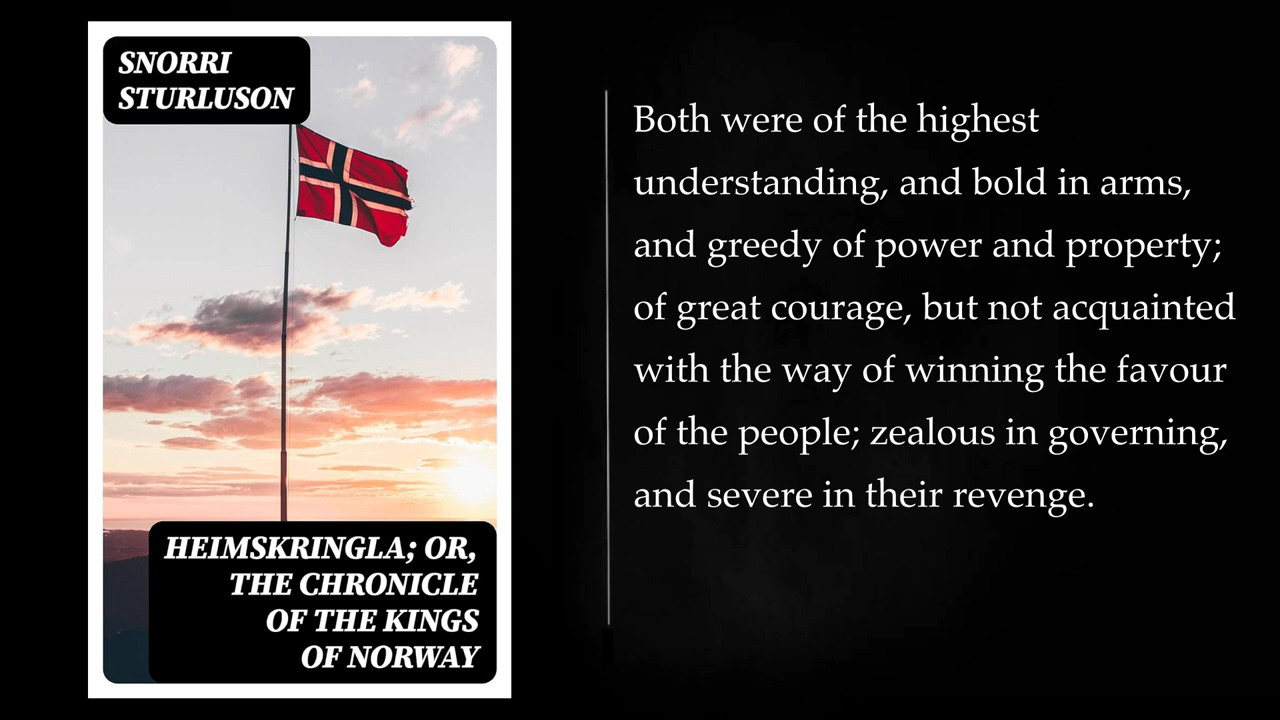 SNORRI
STURLUSON
HEIMSKRINGLA; OR,
THE CHRONICLE
OF THE KINGS
OF NORWAY
Both were of the highest
understanding, and bold in arms,
and greedy of power and property;
of great courage, but not acquainted
with the way of winning the favour
of the people; zealous in governing,
and severe in their revenge.